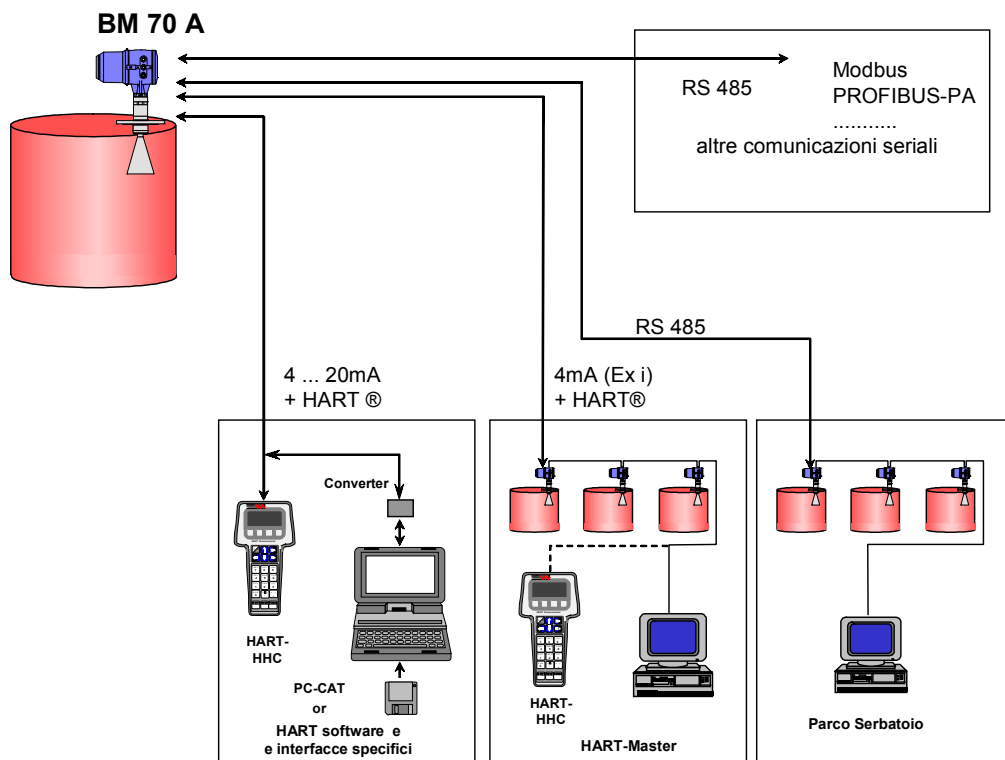 BM 70 A
RS 485
Modbus
PROFIBUS-PA
...........
altre comunicazioni seriali
RS 485
4 ... 20mA
+ HART ®
4mA (Ex i)
+ HART®
Converter
HART-
HHC
PC-CAT
or
HART software e
e interfacce specifici
HART-
HHC
HART-Master
Parco Serbatoio